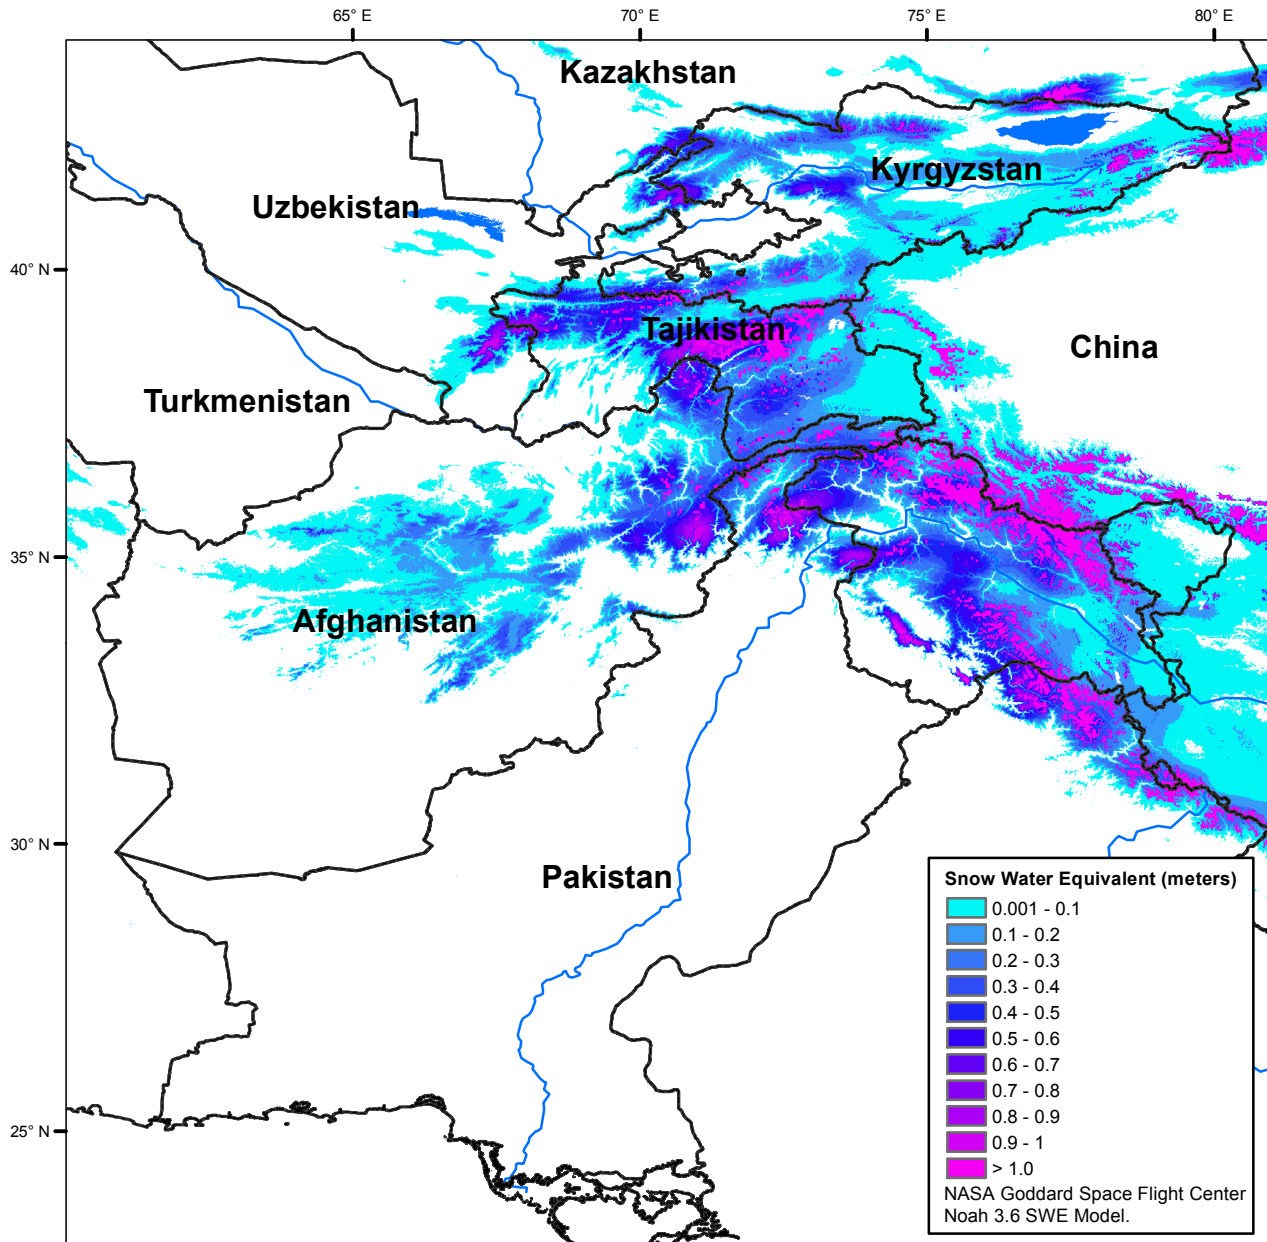 65° E
70° E
75° E
80° E
Kazakhstan
Kyrgyzstan
Uzbekistan
40° N
Tajikistan
China
Turkmenistan
35° N
Afghanistan
30° N
Pakistan
25° N
Snow Water Equivalent (meters)
0.001 - 0.1
0.1 - 0.2
0.2 - 0.3
0.3 - 0.4
0.4 - 0.5
0.5 - 0.6
0.6 - 0.7
0.7 - 0.8
0.8 - 0.9
0.9 - 1
> 1.0
NASA Goddard Space Flight Center
Noah 3.6 SWE Model.